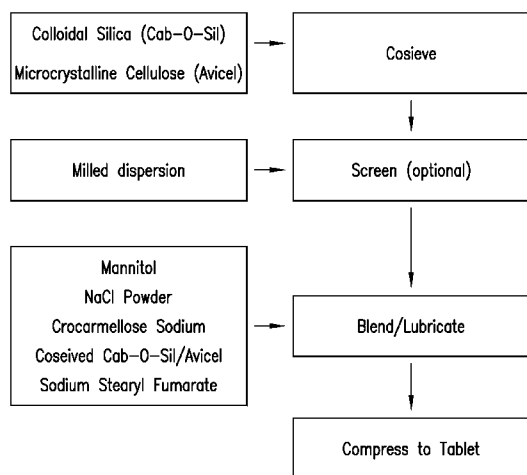 Colloidal Silica (Cab-O-Sil)
Microcrystalline Cellulose (Avicel)
Cosieve
Milled dispersion
Screen (optional)
Mannitol
NaCl Powder
Crocarmellose Sodium
Coseived Cab-O-Sil/Avicel
Sodium Stearyl Fumarate
Blend/Lubricate
Compress to Tablet